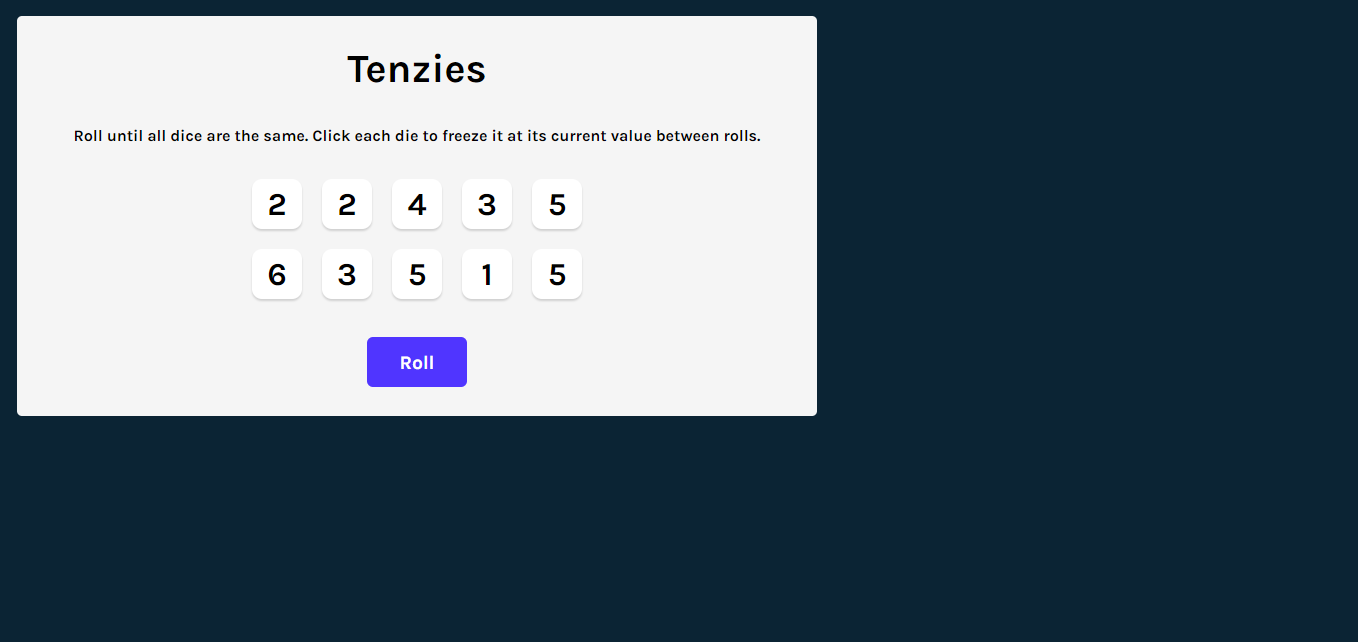 Tenzies
Roll until all dice are the same. Click each die to freeze it at its current value between rolls.
2 2 4 3 5
6 3 5 1 5
Roll